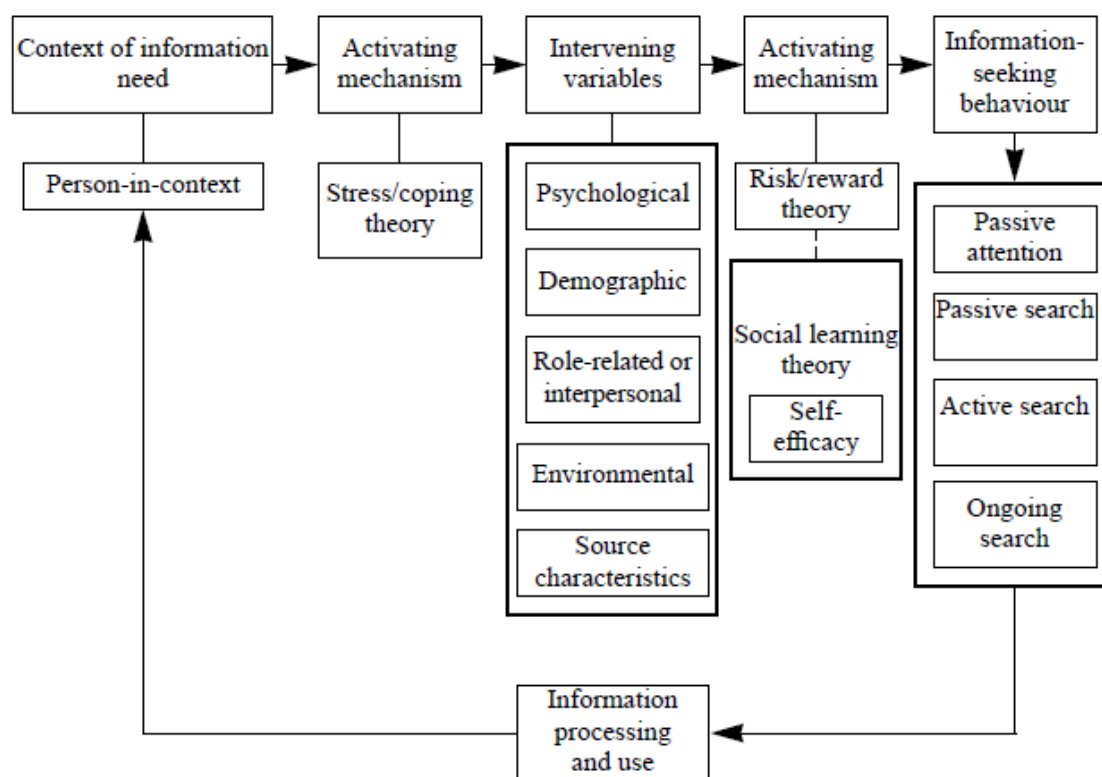 Context of information
need
Activating
mechanism
Intervening
variables
Activating
mechanism
Information-
seeking
behaviour
Person-in-context
Stress/coping
theory
Psychological
Demographic
Role-related or
interpersonal
Environmental
Source
characteristics
Risk/reward
theory
Social learning
theory
Self-
efficacy
Passive
attention
Passive search
Active search
Ongoing
search
Information
processing
and use